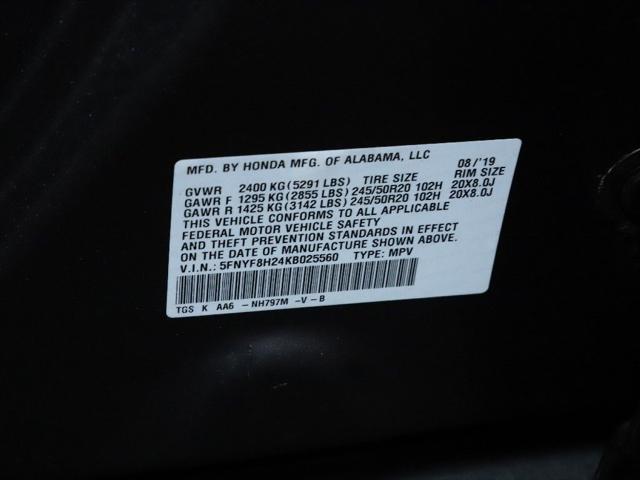 MFD. BY HONDA MFG. OF ALABAMA, LLC 08/'19
GVWR 2400 KG(5291 LBS) TIRE SIZE RIM SIZE
GAWR F 1295 KG(2855 LBS)245/50R20 102H 20X8.0J
GAWR R 1425 KG(3142 LBS)245/50R20 102H 20X8.0J
THIS VEHICLE CONFORMS TO ALL APPLICABLE
FEDERAL MOTOR VEHICLE SAFETY
AND THEFT PREVENTION STANDARDS IN EFFECT
ON THE DATE OF MANUFACTURE SHOWN ABOVE.
V.I.N.: 5FNYF8H24KB025560 TYPE: MPV
TGS K AA6 -NH797M -V-B